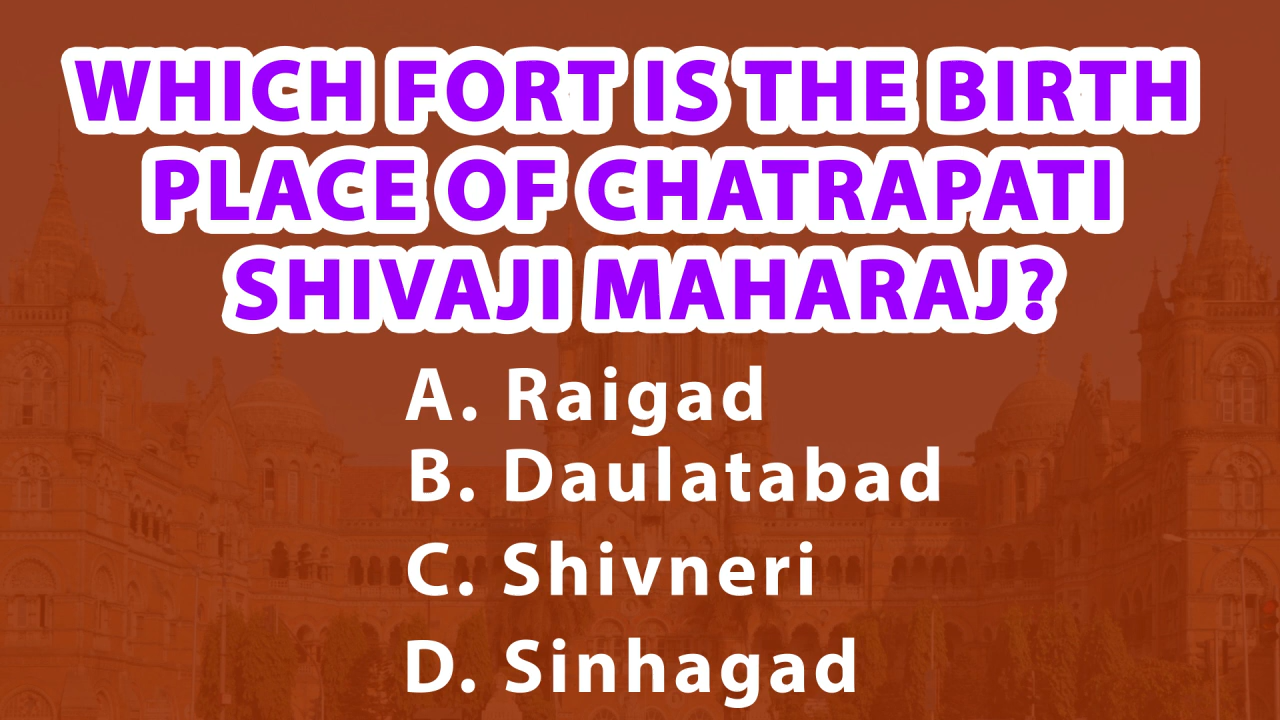 WHICH FORT IS THE BIRTH
PLACE OF CHATRAPATI
SHIVAJI MAHARAJ?
A. Raigad
B. Daulatabad
C. Shivneri
D. Sinhagad